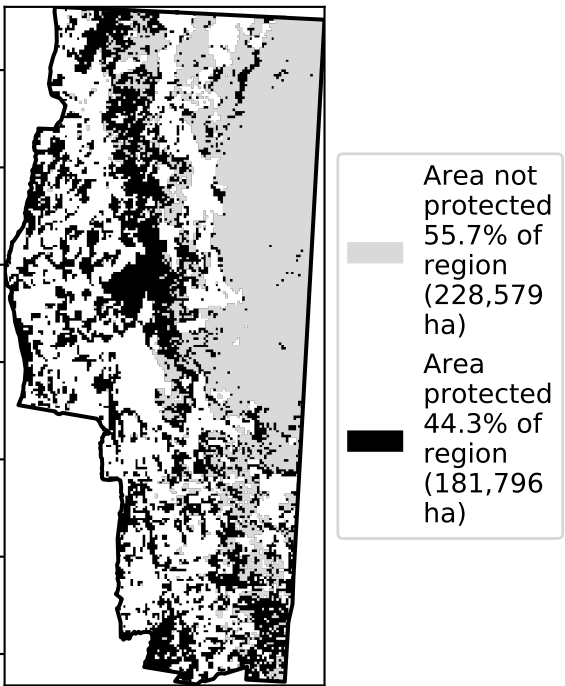 Area not
protected
55.7% of
region
(228,579
ha)
Area
protected
44.3% of
region
(181,796
ha)